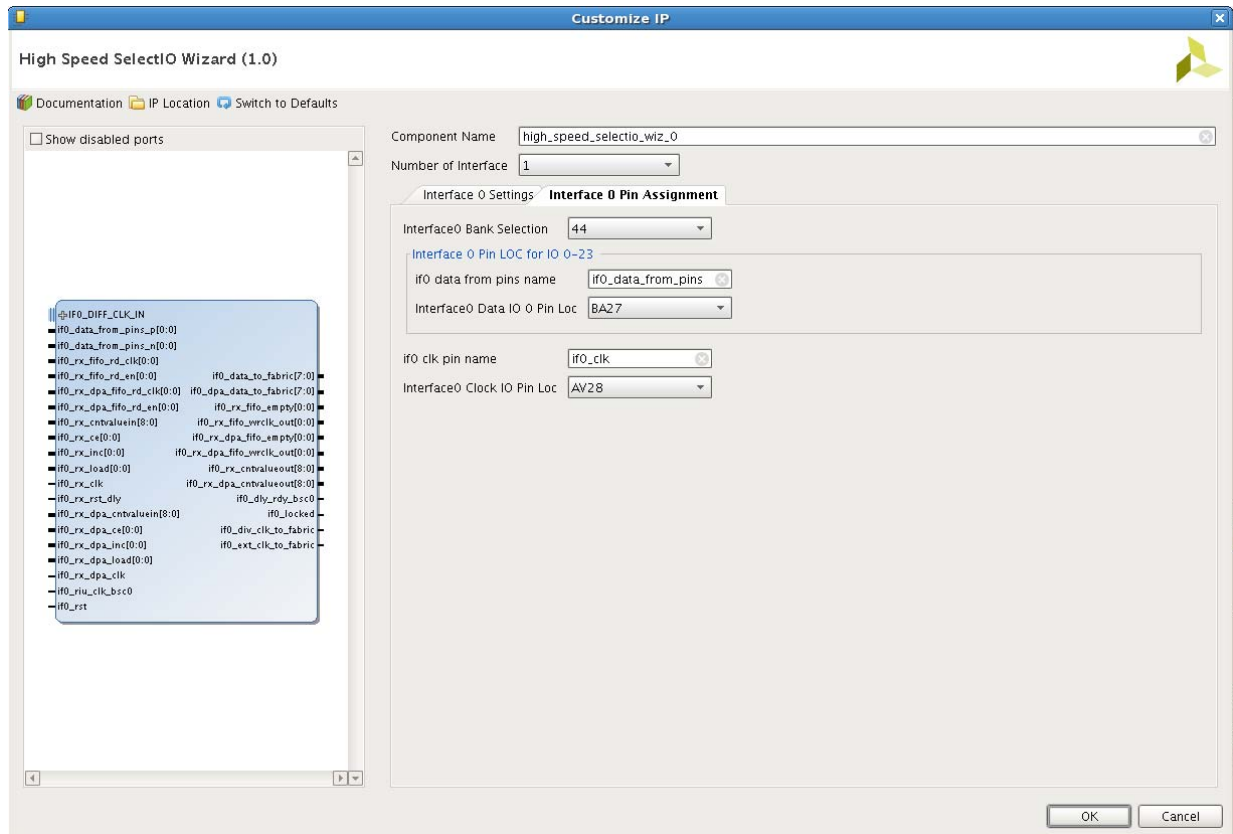 Customize IP
High Speed SelectIO Wizard (1.0)
Documentation IP Location Switch to Defaults
Show disabled ports
IF0_DIFF_CLK_IN
if0_data_from_pins_p[0:0]
if0_data_from_pins_n[0:0]
if0_rx_fifo_rd_clk[0:0]
if0_rx_fifo_rd_en[0:0] if0_data_to_fabric[7:0]
if0_rx_dpa_fifo_rd_clk[0:0] if0_dpa_data_to_fabric[7:0]
if0_rx_dpa_fifo_rd_en[0:0] if0_rx_fifo_empty[0:0]
if0_rx_cntvaluein[8:0] if0_rx_fifo_wrclk_out[0:0]
if0_rx_ce[0:0] if0_rx_dpa_fifo_empty[0:0]
if0_rx_inc[0:0] if0_rx_dpa_fifo_wrclk_out[0:0]
if0_rx_load[0:0] if0_rx_cntvalueout[8:0]
if0_rx_clk if0_rx_dpa_cntvalueout[8:0]
if0_rx_rst_dly if0_dly_rdy_bsc0
if0_rx_dpa_cntvaluein[8:0] if0_locked
if0_rx_dpa_ce[0:0] if0_div_clk_to_fabric
if0_rx_dpa_inc[0:0] if0_ext_clk_to_fabric
if0_rx_dpa_load[0:0]
if0_rx_dpa_clk
if0_riu_clk_bsc0
if0_rst
Component Name high_speed_selectio_wiz_0
Number of Interface 1
Interface 0 Settings Interface 0 Pin Assignment
Interface0 Bank Selection 44
Interface 0 Pin LOC for IO 0-23
if0 data from pins name if0_data_from_pins
Interface0 Data IO 0 Pin Loc BA27
if0 clk pin name if0_clk
Interface0 Clock IO Pin Loc AV28
OK Cancel